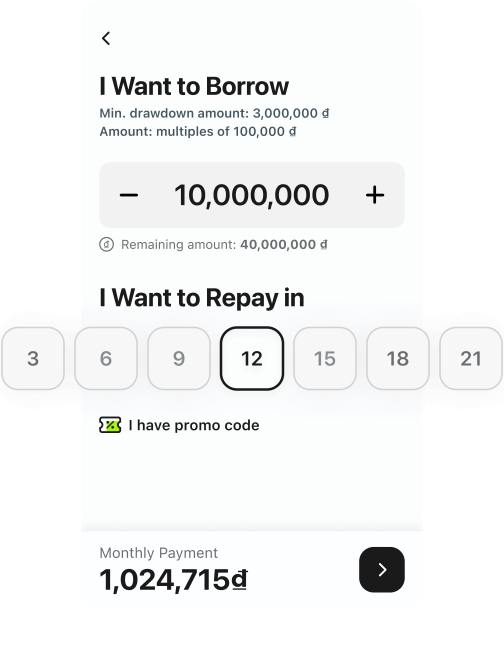 I Want to Borrow
Min. drawdown amount: 3,000,000 ₫
Amount: multiples of 100,000 ₫
− 10,000,000 +
Remaining amount: 40,000,000 ₫
I Want to Repay in
3 6 9 12 15 18 21
I have promo code
Monthly Payment
1,024,715₫